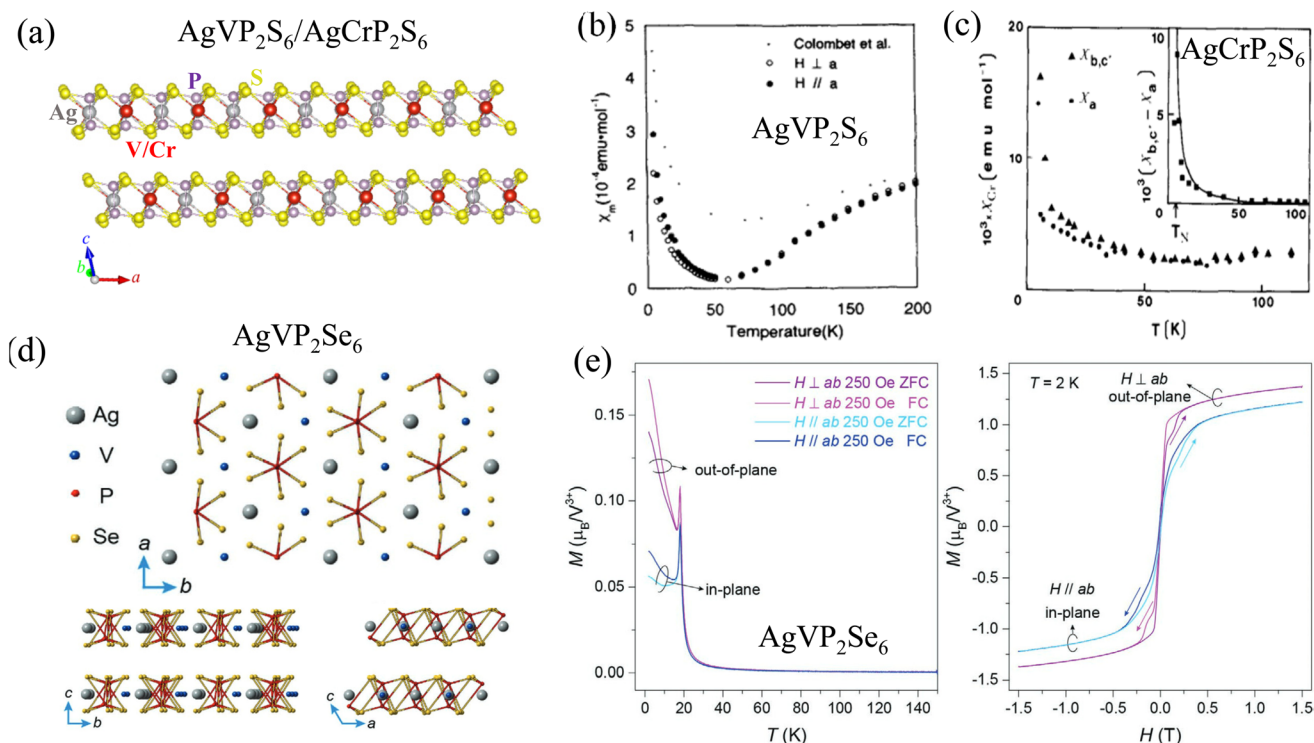 (a)
AgVP₂S₆/AgCrP₂S₆
P
S
Ag
V/Cr
c
b
a
(b)
5
4
3
2
1
0
χm(10⁻⁴emu·mol⁻¹)
Colombet et al.
H ⊥ a
H // a
AgVP₂S₆
0
50
100
150
200
Temperature(K)
(c)
20
10
0
10³ₓ χCr [emu mol⁻¹]
χb,c*
χa
AgCrP₂S₆
10
5
0
10³ [χb,c* − χa]
TN
50
100
0
50
100
T [K]
(d)
AgVP₂Se₆
Ag
V
P
Se
a
b
c
b
c
a
(e)
0.15
0.10
0.05
0.00
M (μB/V³⁺)
H ⊥ ab 250 Oe ZFC
H ⊥ ab 250 Oe FC
H // ab 250 Oe ZFC
H // ab 250 Oe FC
out-of-plane
in-plane
AgVP₂Se₆
0
20
40
60
80
100
120
140
T (K)
1.5
1.0
0.5
0.0
-0.5
-1.0
-1.5
M (μB/V³⁺)
T = 2 K
H ⊥ ab
out-of-plane
H // ab
in-plane
-1.5
-1.0
-0.5
0.0
0.5
1.0
1.5
H (T)